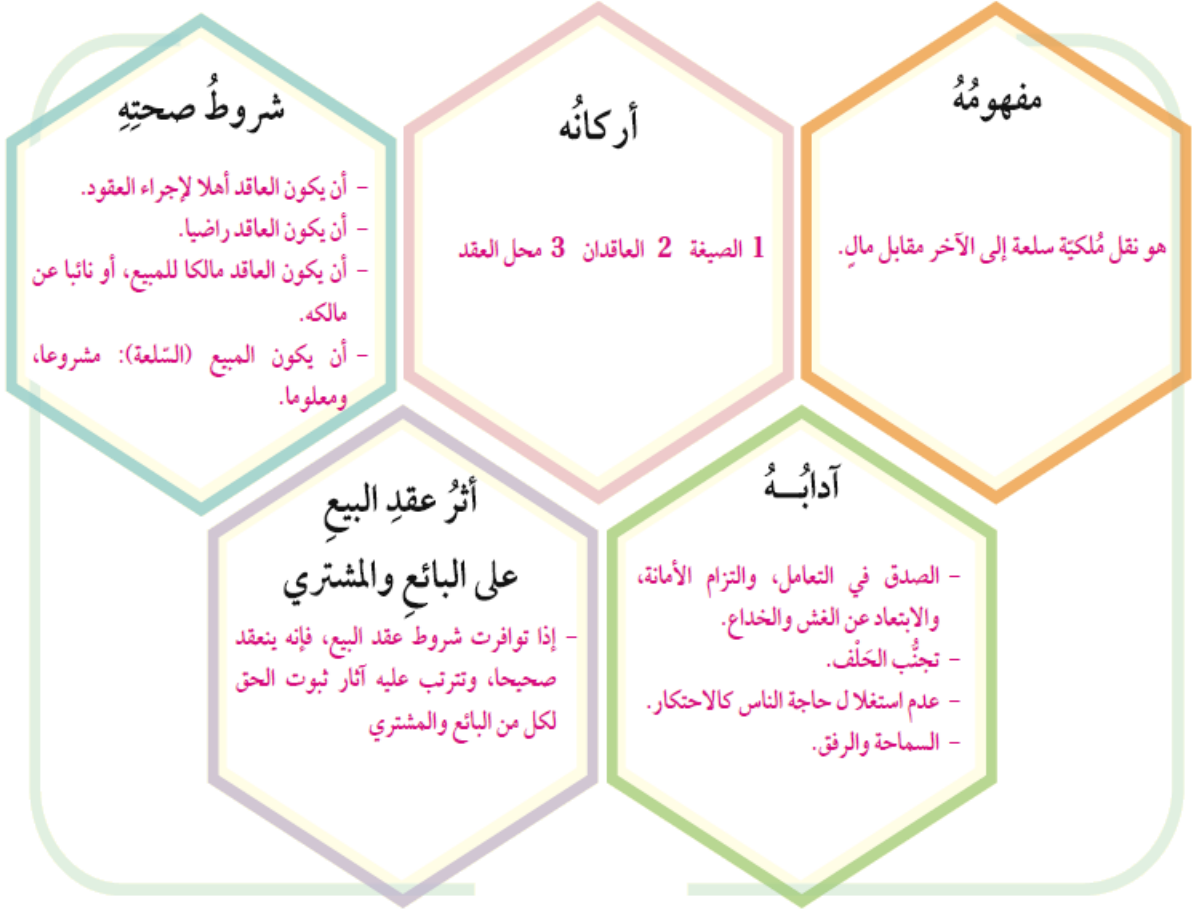 مفهومُهُ
هو نقل مُلكيّة سلعة إلى الآخر مقابل مالٍ.
أركانُه
1 الصيغة 2 العاقدان 3 محل العقد
شروطُ صحتِهِ
- أن يكون العاقد أهلا لإجراء العقود.
- أن يكون العاقد راضيا.
- أن يكون العاقد مالكا للمبيع، أو نائبا عن
مالكه.
- أن يكون المبيع (السّلعة): مشروعا،
ومعلوما.
آدابُـــهُ
- الصدق في التعامل، والتزام الأمانة،
والابتعاد عن الغش والخداع.
- تجنُّب الحَلْف.
- عدم استغلال حاجة الناس كالاحتكار.
- السماحة والرفق.
أثرُ عقدِ البيعِ
على البائعِ والمشتري
- إذا توافرت شروط عقد البيع، فإنه ينعقد
صحيحا، وتترتب عليه آثار ثبوت الحق
لكل من البائع والمشتري